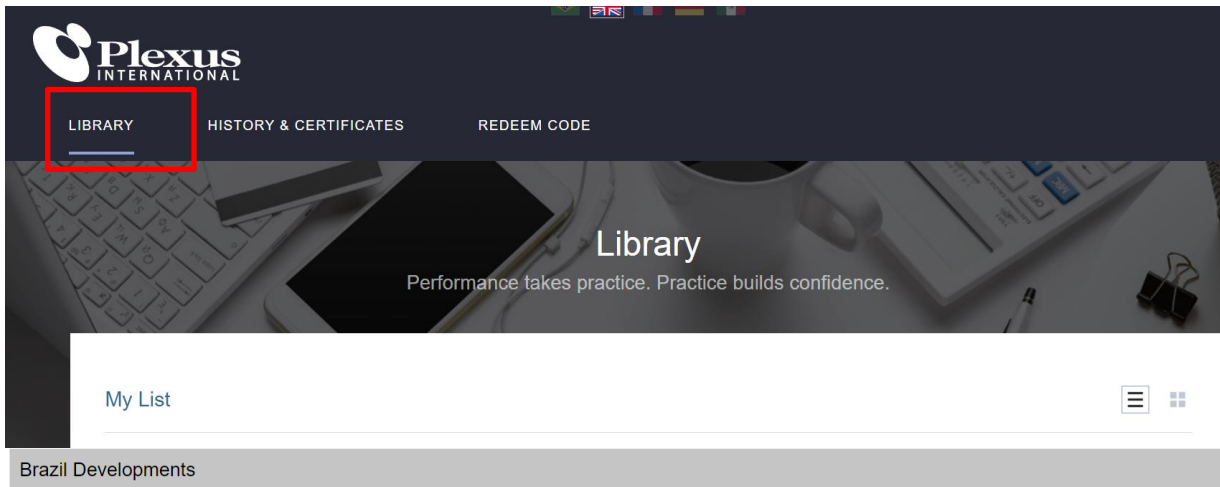 Plexus
INTERNATIONAL
LIBRARY HISTORY & CERTIFICATES REDEEM CODE
Library
Performance takes practice. Practice builds confidence.
My List
Brazil Developments